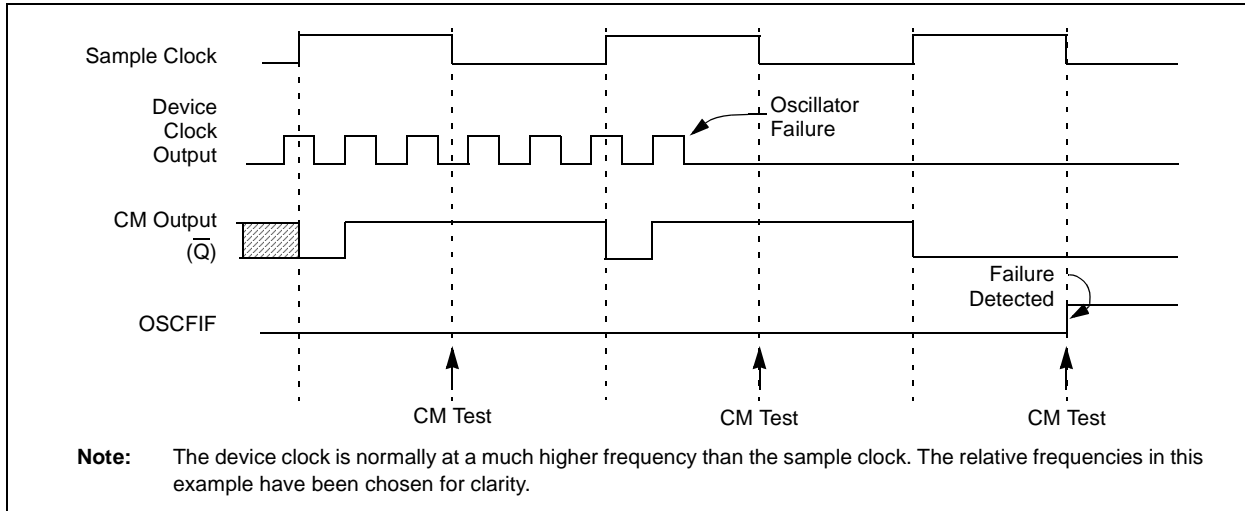 Sample Clock
Device
Clock
Output
Oscillator
Failure
CM Output
(Q̅)
Failure
Detected
OSCFIF
CM Test
CM Test
CM Test
Note: The device clock is normally at a much higher frequency than the sample clock. The relative frequencies in this
example have been chosen for clarity.